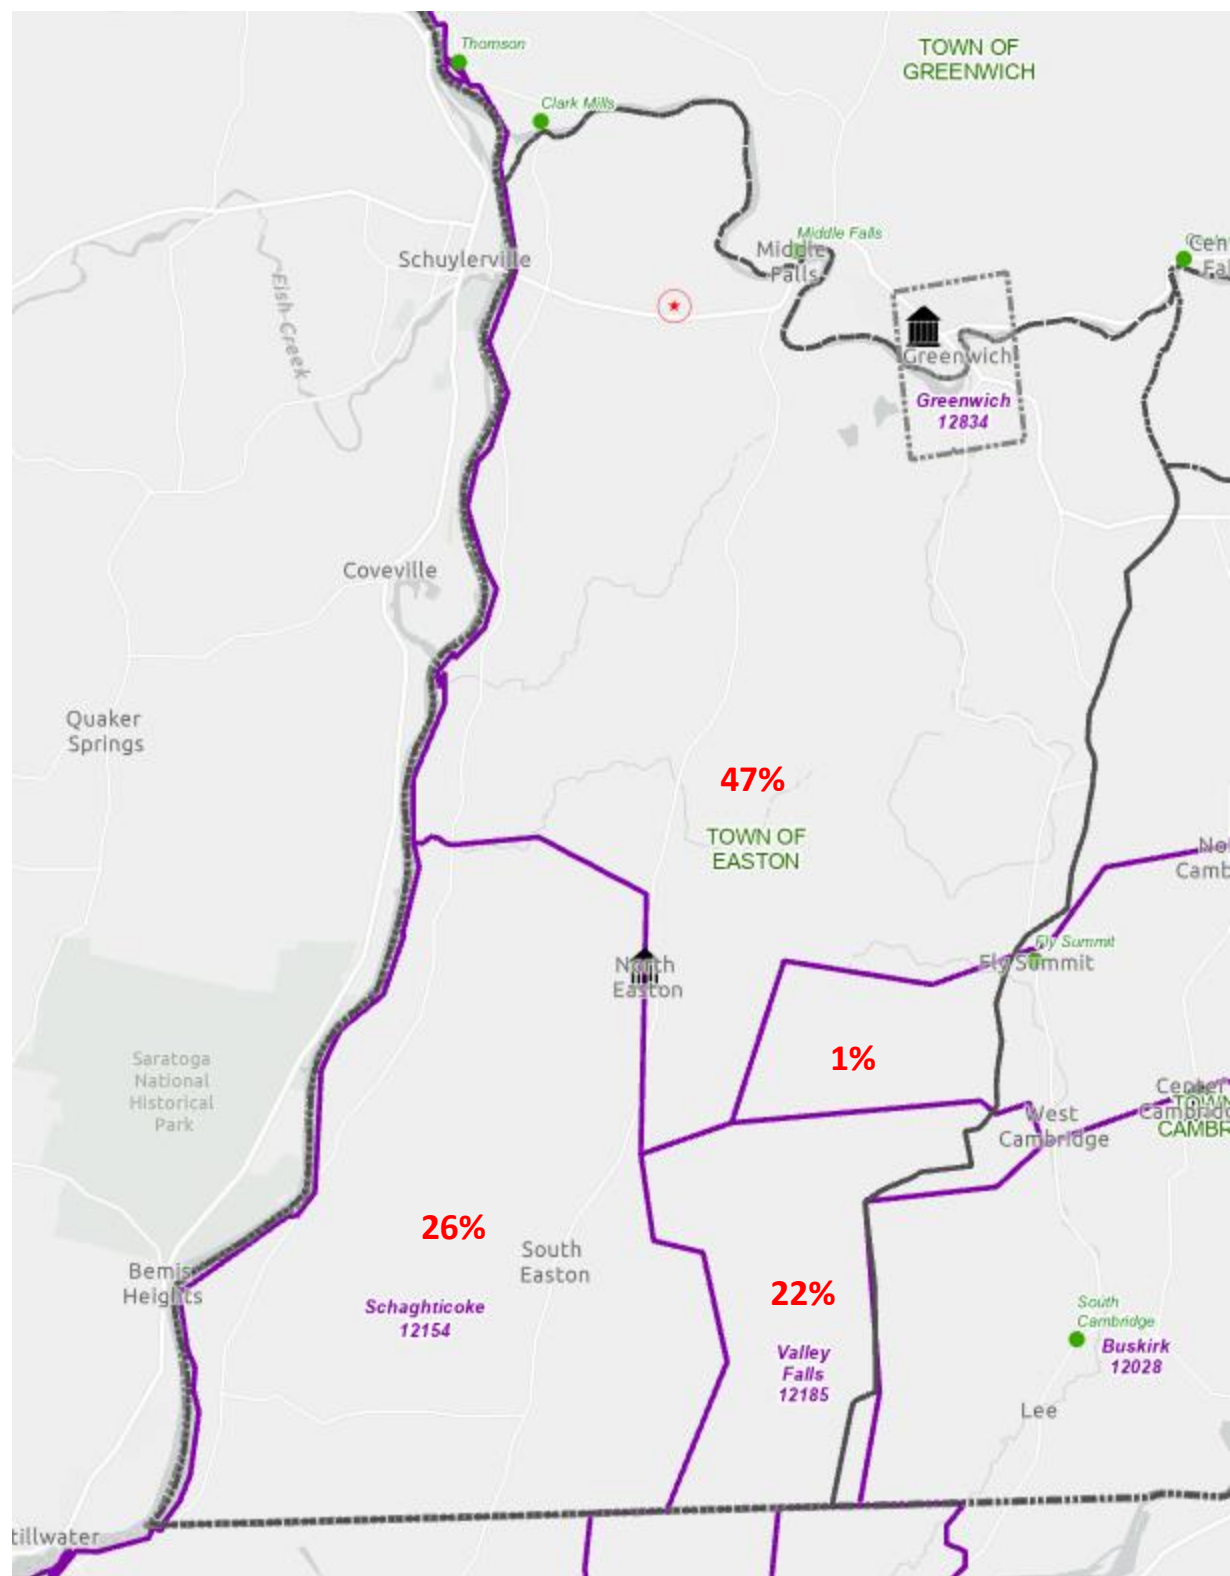 Thomson
TOWN OF
GREENWICH
Clark Mills
Middle Falls
Middle
Falls
Schuylerville
Fish Creek
Greenwich
Greenwich
12834
Coveville
Quaker
Springs
47%
TOWN OF
EASTON
Fly Summit
Fly Summit
North
Easton
1%
Saratoga
National
Historical
Park
Center
West
Cambridge
26%
South
Easton
Bemis
Heights
22%
Schaghticoke
12154
South
Cambridge
Valley
Falls
12185
Buskirk
12028
Lee
tillwater